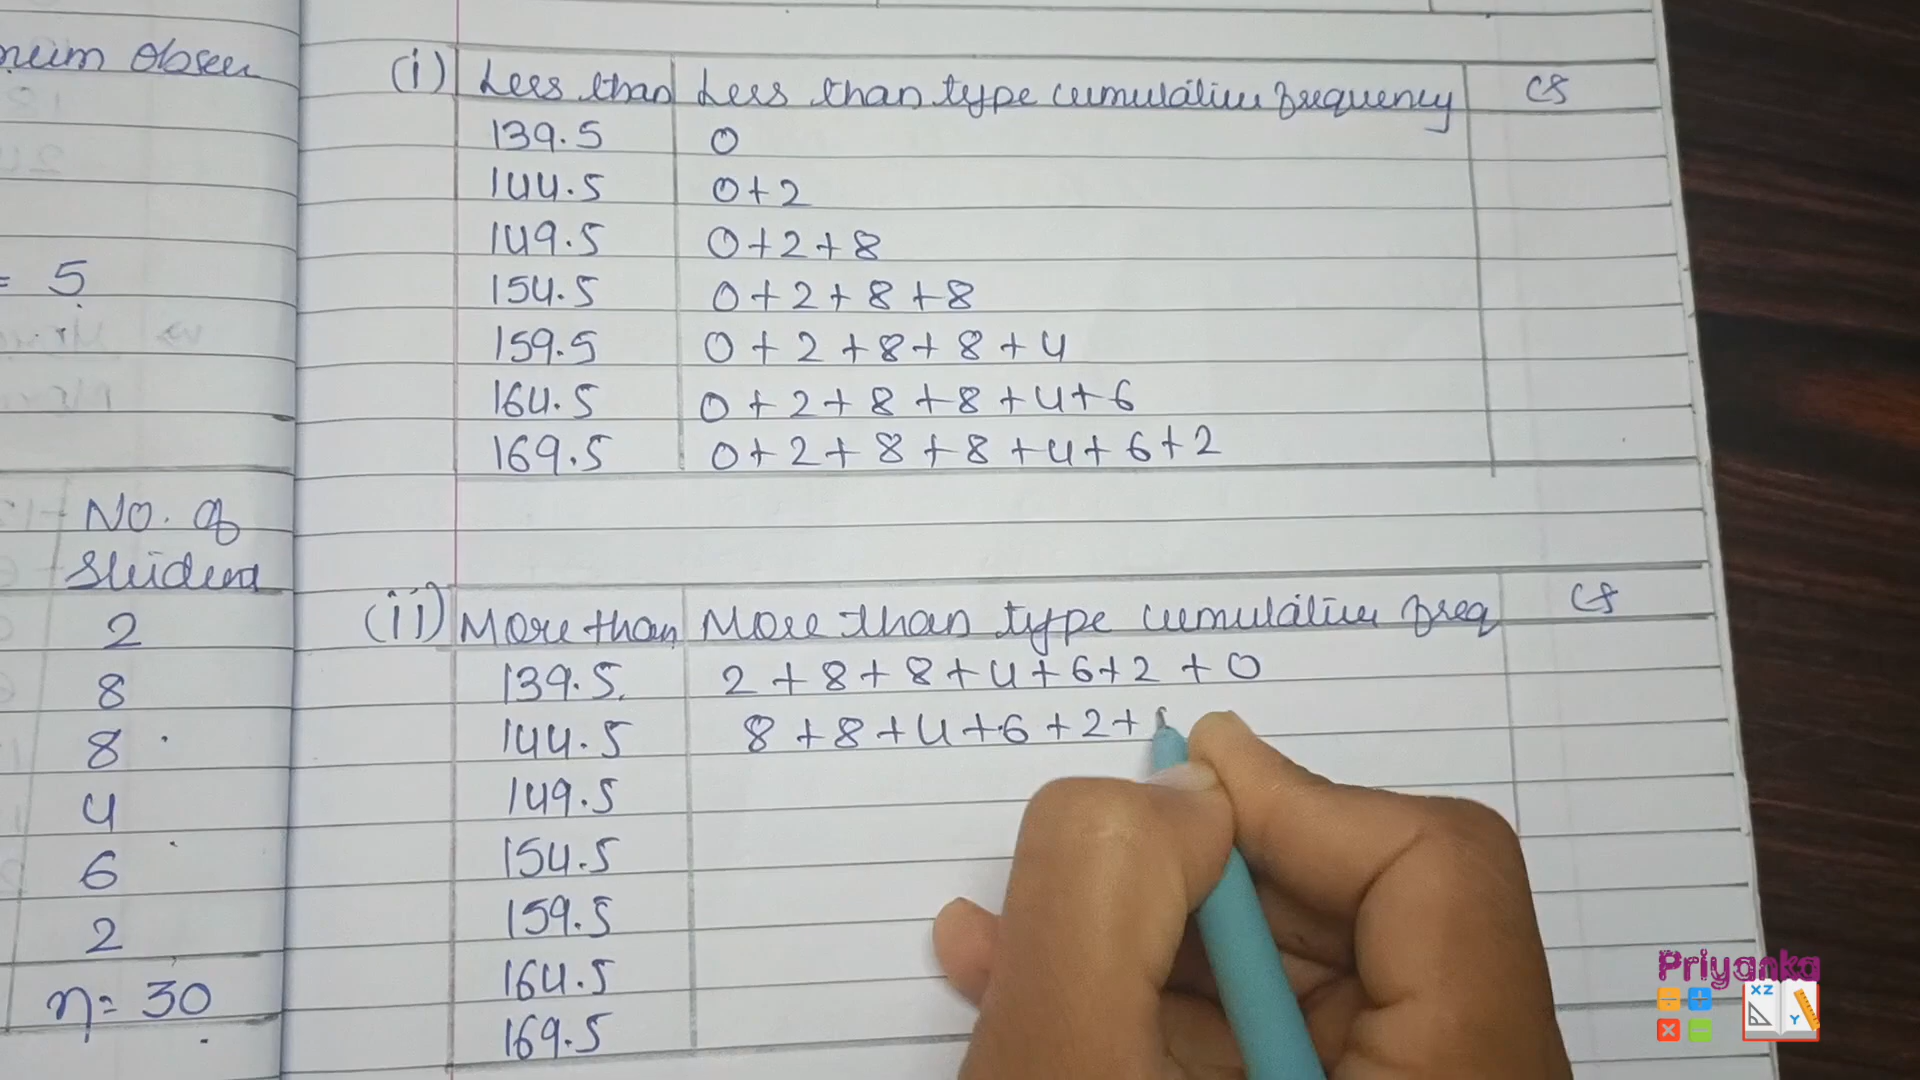 num Obser
= 5
No. of
Student
2
8
8
4
6
2
n = 30
(i) Less than Less than type cumulative frequency cf
139.5 0
144.5 0+2
149.5 0+2+8
154.5 0+2+8+8
159.5 0+2+8+8+4
164.5 0+2+8+8+4+6
169.5 0+2+8+8+4+6+2
(ii) More than More than type cumulative freq cf
139.5 2+8+8+4+6+2+0
144.5 8+8+4+6+2+
149.5
154.5
159.5
164.5
169.5
Priyanka
XZ
Y